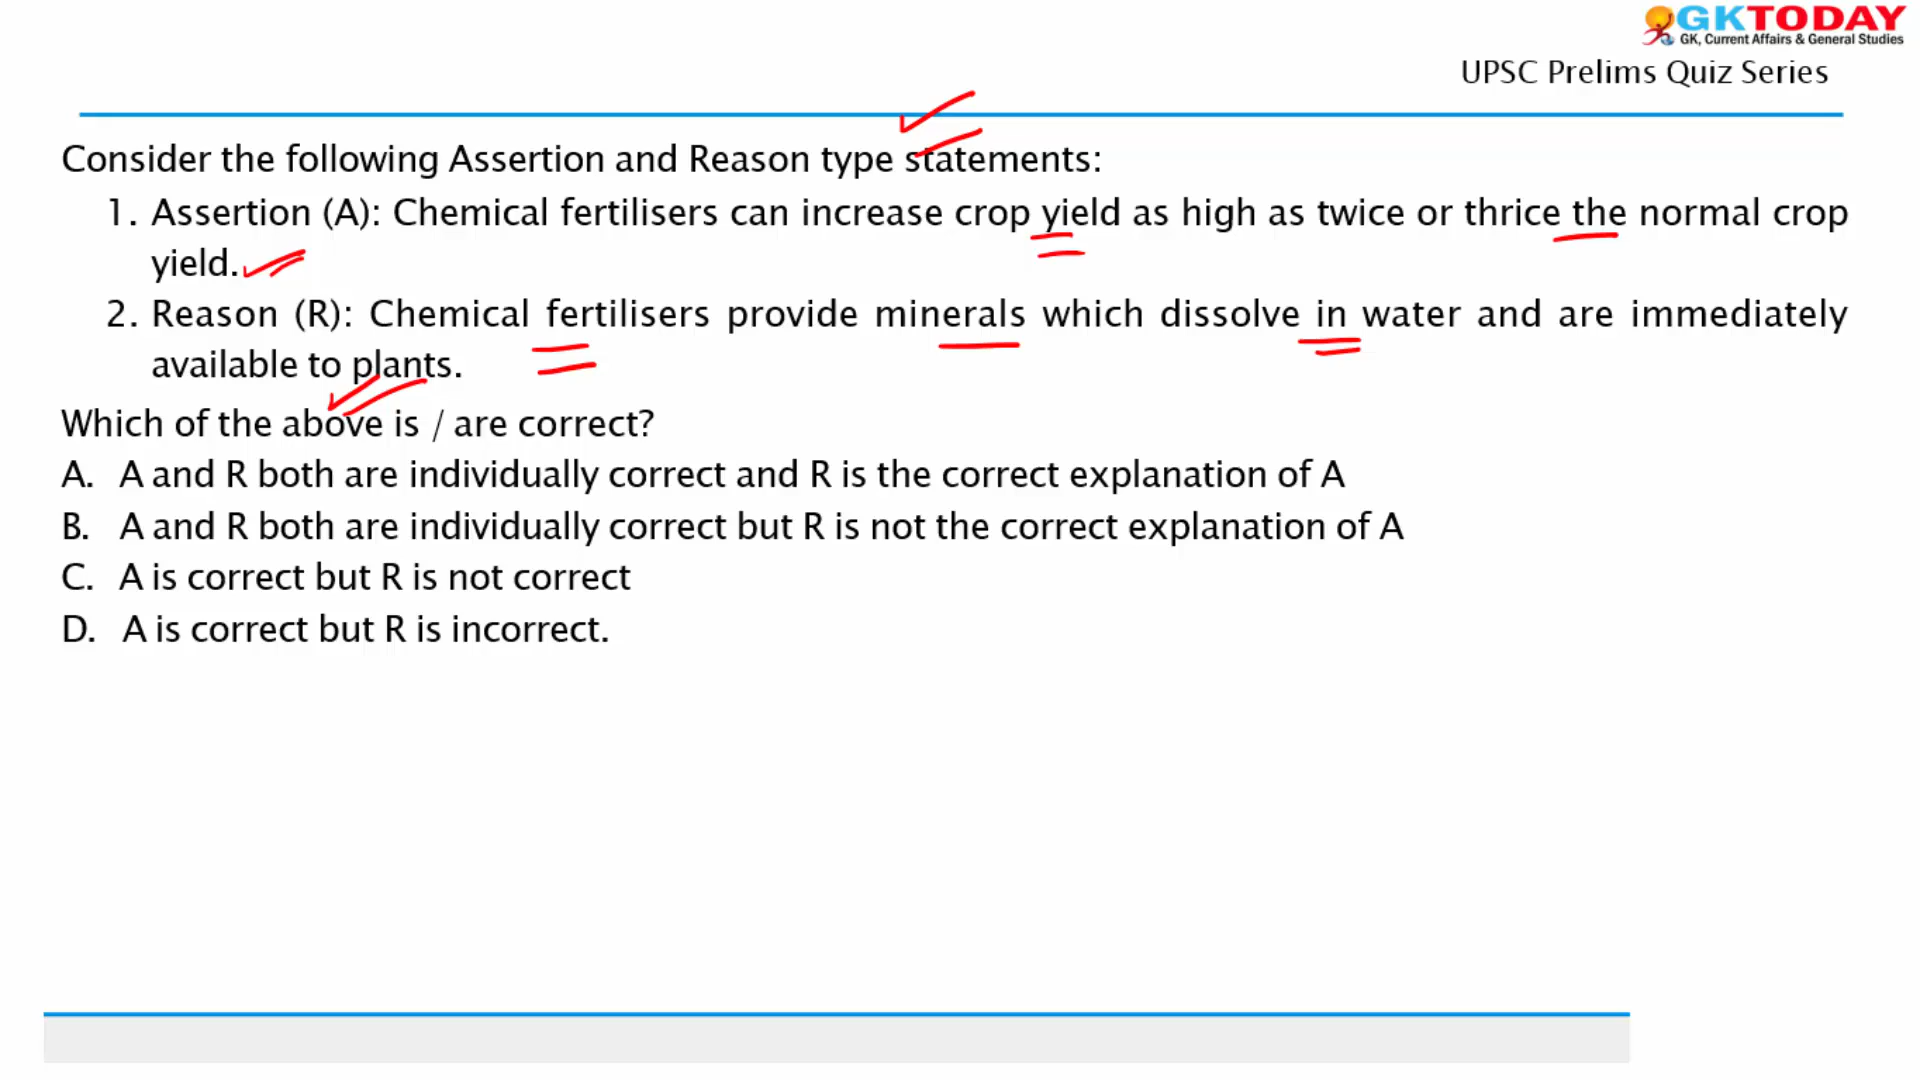 GKTODAY
GK, Current Affairs & General Studies
UPSC Prelims Quiz Series
Consider the following Assertion and Reason type statements:
1. Assertion (A): Chemical fertilisers can increase crop yield as high as twice or thrice the normal crop
yield.
2. Reason (R): Chemical fertilisers provide minerals which dissolve in water and are immediately
available to plants.
Which of the above is / are correct?
A. A and R both are individually correct and R is the correct explanation of A
B. A and R both are individually correct but R is not the correct explanation of A
C. A is correct but R is not correct
D. A is correct but R is incorrect.